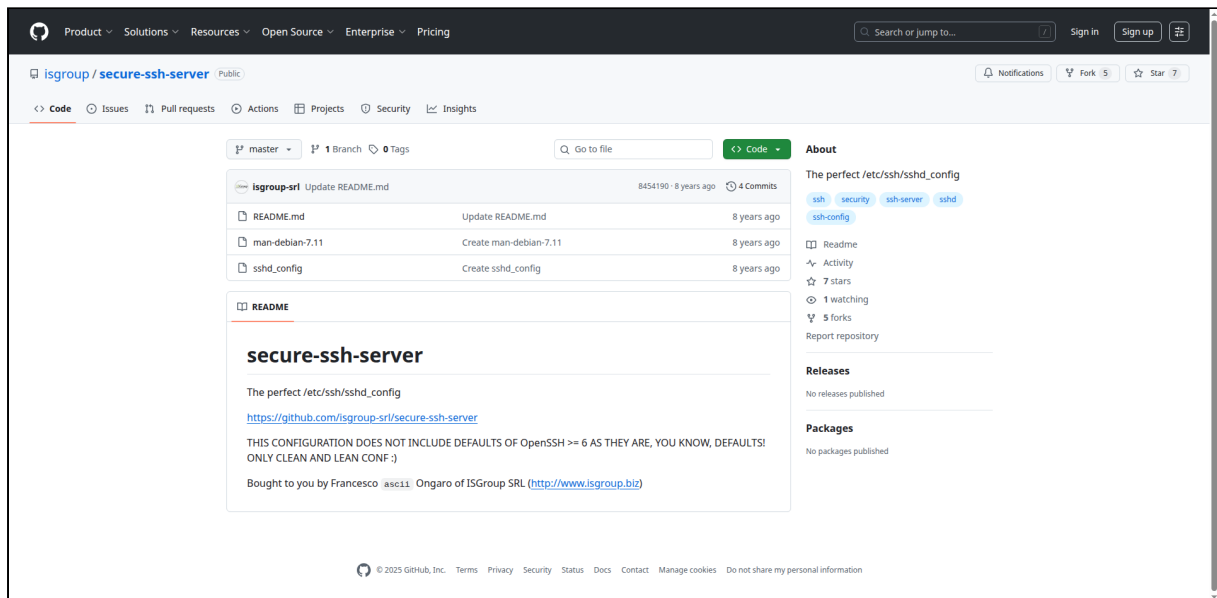 Product Solutions Resources Open Source Enterprise Pricing Search or jump to... / Sign in Sign up
isgroup / secure-ssh-server Public Notifications Fork 5 Star 7
Code Issues Pull requests Actions Projects Security Insights
master 1 Branch 0 Tags Go to file Code
isgroup-srl Update README.md 8454190 · 8 years ago 4 Commits
README.md Update README.md 8 years ago
man-debian-7.11 Create man-debian-7.11 8 years ago
sshd_config Create sshd_config 8 years ago
README
secure-ssh-server
The perfect /etc/ssh/sshd_config
https://github.com/isgroup-srl/secure-ssh-server
THIS CONFIGURATION DOES NOT INCLUDE DEFAULTS OF OpenSSH >= 6 AS THEY ARE, YOU KNOW, DEFAULTS!
ONLY CLEAN AND LEAN CONF :)
Bought to you by Francesco ascii Ongaro of ISGroup SRL (http://www.isgroup.biz)
About
The perfect /etc/ssh/sshd_config
ssh security ssh-server sshd
ssh-config
Readme
Activity
7 stars
1 watching
5 forks
Report repository
Releases
No releases published
Packages
No packages published
© 2025 GitHub, Inc. Terms Privacy Security Status Docs Contact Manage cookies Do not share my personal information